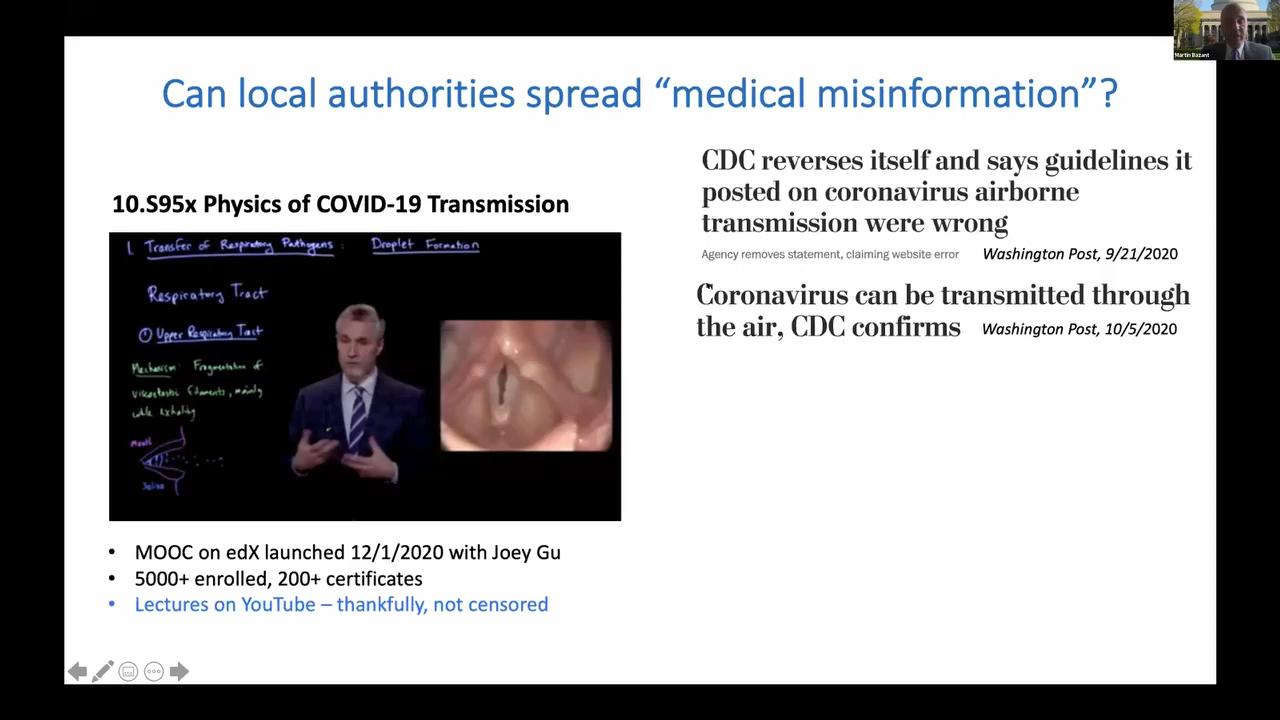 Martin Bazant
Can local authorities spread “medical misinformation”?
10.S95x Physics of COVID-19 Transmission
1. Transfer of Respiratory Pathogens: Droplet Formation
Respiratory Tract
① Upper Respiratory Tract
Mechanism: Fragmentation of
viscoelastic filaments, mainly
while exhaling
Mouth
Saliva
• MOOC on edX launched 12/1/2020 with Joey Gu
• 5000+ enrolled, 200+ certificates
• Lectures on YouTube – thankfully, not censored
CDC reverses itself and says guidelines it
posted on coronavirus airborne
transmission were wrong
Agency removes statement, claiming website error Washington Post, 9/21/2020
Coronavirus can be transmitted through
the air, CDC confirms Washington Post, 10/5/2020